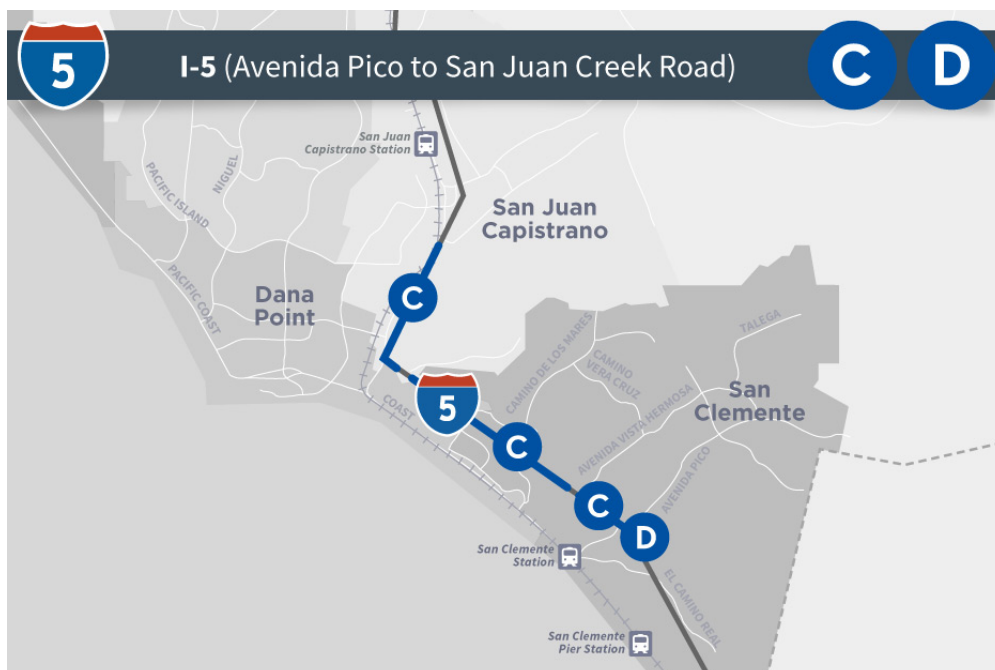 5
I-5 (Avenida Pico to San Juan Creek Road)
C
D
San Juan
Capistrano Station
PACIFIC ISLAND
NIGUEL
San Juan
Capistrano
PACIFIC COAST
Dana
Point
C
CAMINO DE LOS MARES
CAMINO
VERA CRUZ
TALEGA
5
COAST
San
Clemente
AVENIDA VISTA HERMOSA
C
AVENIDA PICO
C
D
San Clemente
Station
EL CAMINO REAL
San Clemente
Pier Station